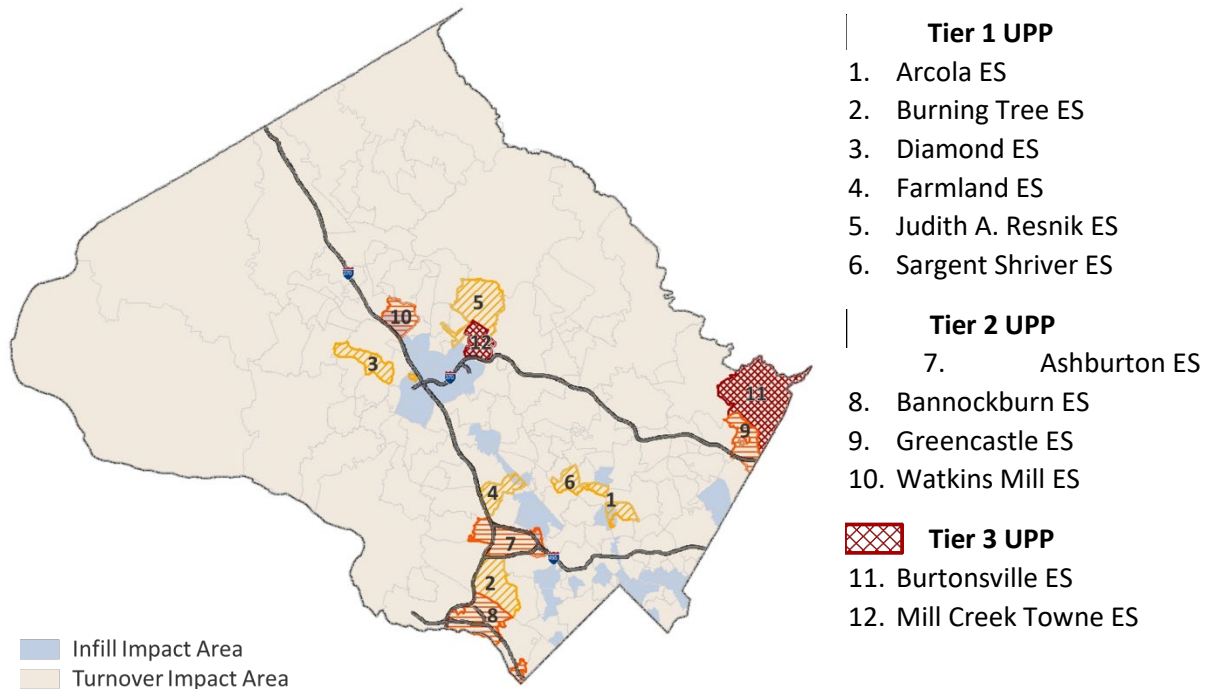 Tier 1 UPP
1. Arcola ES
2. Burning Tree ES
3. Diamond ES
4. Farmland ES
5. Judith A. Resnik ES
6. Sargent Shriver ES
Tier 2 UPP
7. Ashburton ES
8. Bannockburn ES
9. Greencastle ES
10. Watkins Mill ES
Tier 3 UPP
11. Burtonsville ES
12. Mill Creek Towne ES
5
10
12
3
11
9
6
4
1
7
2
8
Infill Impact Area
Turnover Impact Area